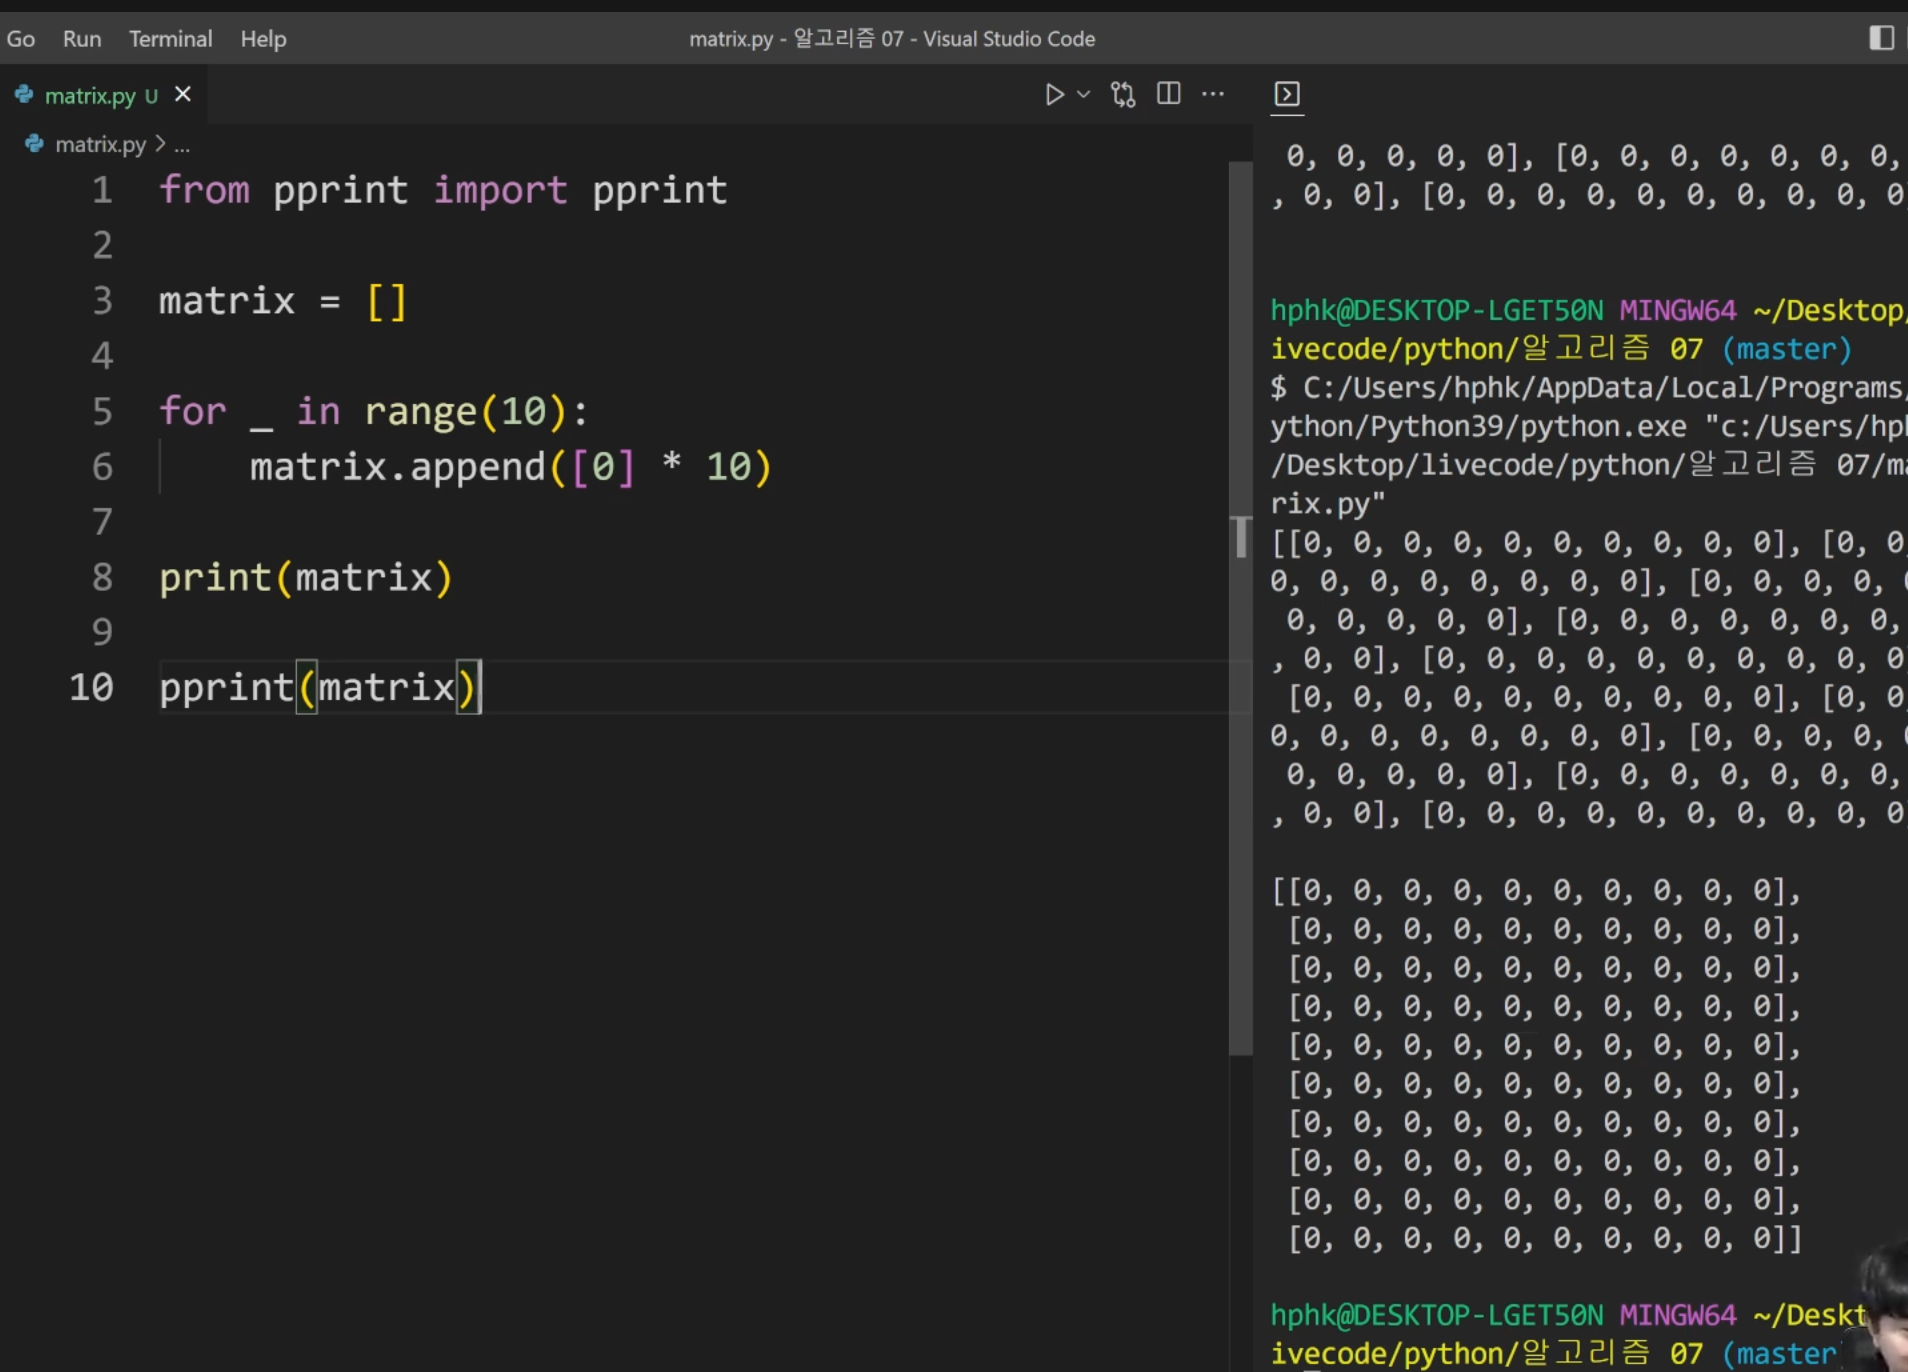 Go Run Terminal Help matrix.py - 알고리즘 07 - Visual Studio Code
matrix.py U
matrix.py > ...
1 from pprint import pprint
2
3 matrix = []
4
5 for _ in range(10):
6 matrix.append([0] * 10)
7
8 print(matrix)
9
10 pprint(matrix)
0, 0, 0, 0, 0], [0, 0, 0, 0, 0, 0, 0,
, 0, 0], [0, 0, 0, 0, 0, 0, 0, 0, 0, 0
hphk@DESKTOP-LGET50N MINGW64 ~/Desktop/
ivecode/python/알고리즘 07 (master)
$ C:/Users/hphk/AppData/Local/Programs/
ython/Python39/python.exe "c:/Users/hph
/Desktop/livecode/python/알고리즘 07/ma
rix.py"
[[0, 0, 0, 0, 0, 0, 0, 0, 0, 0], [0, 0,
0, 0, 0, 0, 0, 0, 0, 0], [0, 0, 0, 0, 0
0, 0, 0, 0, 0], [0, 0, 0, 0, 0, 0, 0,
, 0, 0], [0, 0, 0, 0, 0, 0, 0, 0, 0, 0
[0, 0, 0, 0, 0, 0, 0, 0, 0, 0], [0, 0,
0, 0, 0, 0, 0, 0, 0, 0], [0, 0, 0, 0, 0
0, 0, 0, 0, 0], [0, 0, 0, 0, 0, 0, 0,
, 0, 0], [0, 0, 0, 0, 0, 0, 0, 0, 0, 0
[[0, 0, 0, 0, 0, 0, 0, 0, 0, 0],
[0, 0, 0, 0, 0, 0, 0, 0, 0, 0],
[0, 0, 0, 0, 0, 0, 0, 0, 0, 0],
[0, 0, 0, 0, 0, 0, 0, 0, 0, 0],
[0, 0, 0, 0, 0, 0, 0, 0, 0, 0],
[0, 0, 0, 0, 0, 0, 0, 0, 0, 0],
[0, 0, 0, 0, 0, 0, 0, 0, 0, 0],
[0, 0, 0, 0, 0, 0, 0, 0, 0, 0],
[0, 0, 0, 0, 0, 0, 0, 0, 0, 0],
[0, 0, 0, 0, 0, 0, 0, 0, 0, 0]]
hphk@DESKTOP-LGET50N MINGW64 ~/Deskt
ivecode/python/알고리즘 07 (master